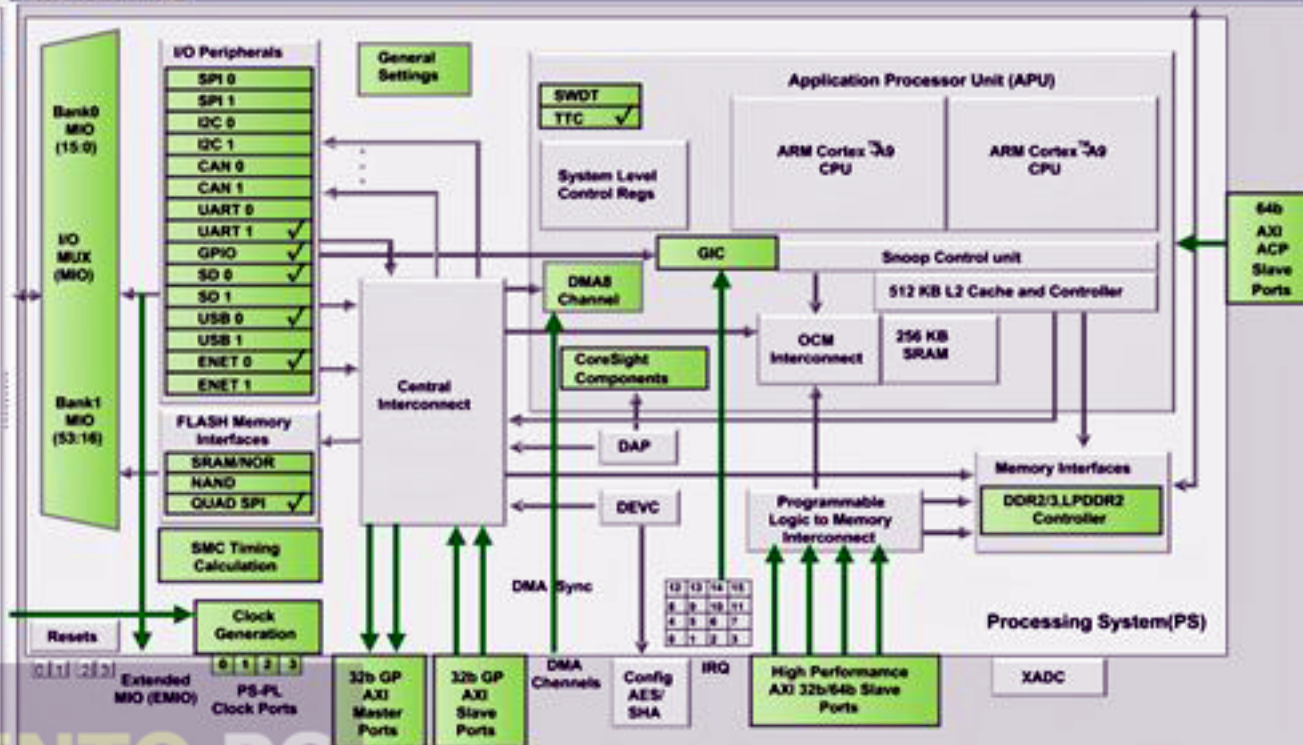 I/O Peripherals
SPI 0
SPI 1
I2C 0
I2C 1
CAN 0
CAN 1
UART 0
UART 1 ✓
GPIO ✓
SD 0 ✓
SD 1
USB 0 ✓
USB 1
ENET 0 ✓
ENET 1
Bank0
MIO
(15:0)
I/O
MUX
(MIO)
Bank1
MIO
(53:16)
FLASH Memory
Interfaces
SRAM/NOR
NAND
QUAD SPI ✓
SMC Timing
Calculation
Clock
Generation
0 1 2 3
PS-PL
Clock Ports
Resets
0 1 2 3
Extended
MIO (EMIO)
General
Settings
Central
Interconnect
32b GP
AXI
Master
Ports
32b GP
AXI
Slave
Ports
Application Processor Unit (APU)
SWDT
TTC ✓
System Level
Control Regs
ARM Cortex™A9
CPU
ARM Cortex™A9
CPU
GIC
Snoop Control unit
DMA8
Channel
512 KB L2 Cache and Controller
OCM
Interconnect
256 KB
SRAM
CoreSight
Components
DAP
DEVC
DMA Sync
DMA
Channels
Config
AES/
SHA
12 13 14 15
8 9 10 11
4 5 6 7
0 1 2 3
IRQ
Programmable
Logic to Memory
Interconnect
High Performamce
AXI 32b/64b Slave
Ports
Memory Interfaces
DDR2/3,LPDDR2
Controller
Processing System(PS)
XADC
64b
AXI
ACP
Slave
Ports